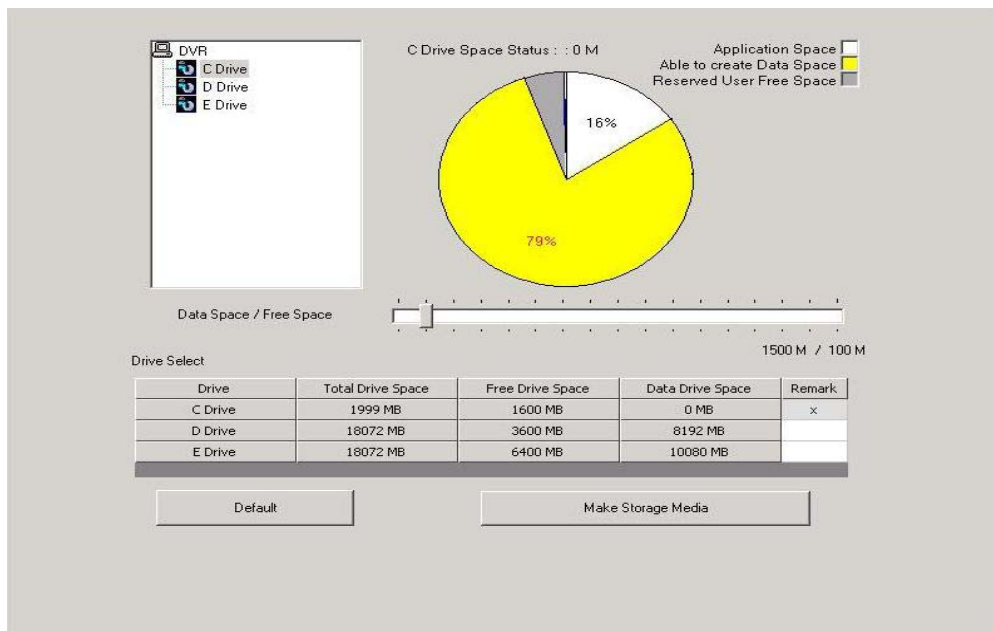 DVR
C Drive
D Drive
E Drive
C Drive Space Status : : 0 M
Application Space
Able to create Data Space
Reserved User Free Space
16%
79%
Data Space / Free Space
1500 M / 100 M
Drive Select
Drive Total Drive Space Free Drive Space Data Drive Space Remark
C Drive 1999 MB 1600 MB 0 MB x
D Drive 18072 MB 3600 MB 8192 MB
E Drive 18072 MB 6400 MB 10080 MB
Default
Make Storage Media